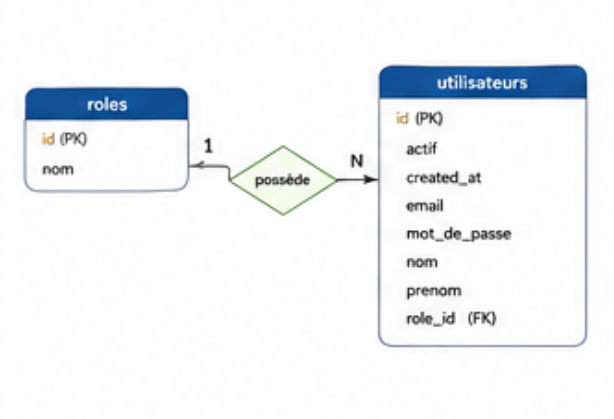 roles
id (PK)
nom
1
possède
N
utilisateurs
id (PK)
actif
created_at
email
mot_de_passe
nom
prenom
role_id (FK)